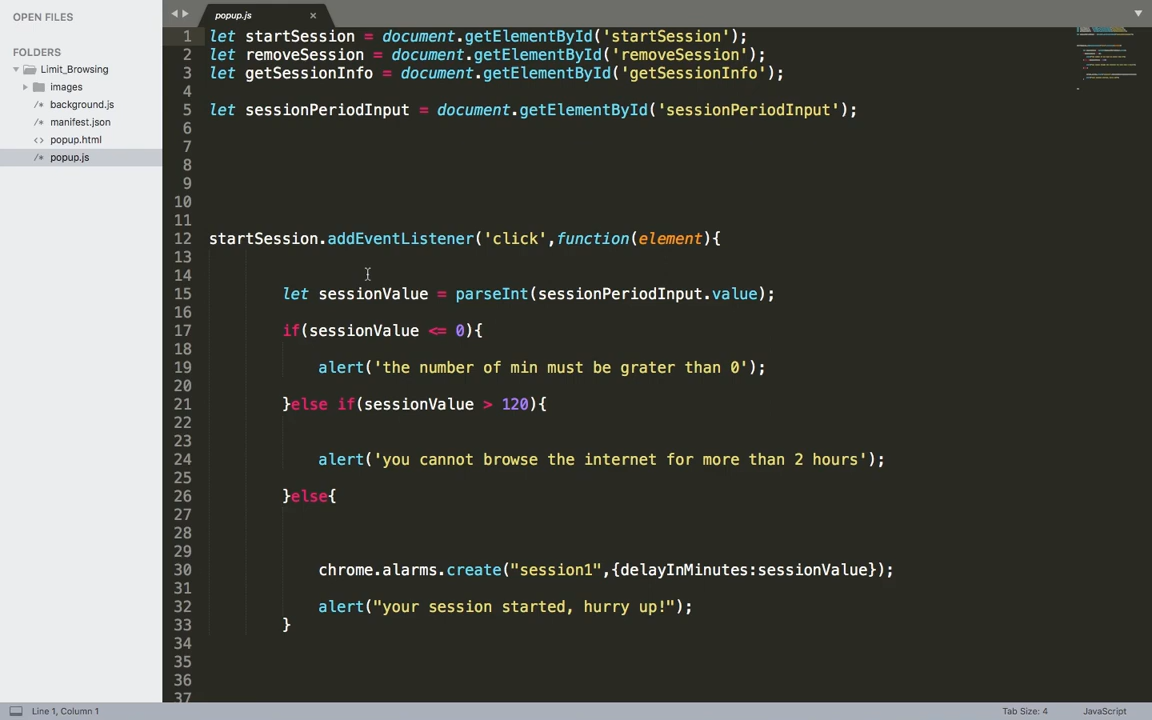 OPEN FILES
FOLDERS
Limit_Browsing
images
background.js
manifest.json
popup.html
popup.js
popup.js
1 let startSession = document.getElementById('startSession');
2 let removeSession = document.getElementById('removeSession');
3 let getSessionInfo = document.getElementById('getSessionInfo');
4
5 let sessionPeriodInput = document.getElementById('sessionPeriodInput');
6
7
8
9
10
11
12 startSession.addEventListener('click',function(element){
13
14
15 let sessionValue = parseInt(sessionPeriodInput.value);
16
17 if(sessionValue <= 0){
18
19 alert('the number of min must be grater than 0');
20
21 }else if(sessionValue > 120){
22
23
24 alert('you cannot browse the internet for more than 2 hours');
25
26 }else{
27
28
29
30 chrome.alarms.create("session1",{delayInMinutes:sessionValue});
31
32 alert("your session started, hurry up!");
33 }
34
35
36
37
Line 1, Column 1
Tab Size: 4
JavaScript